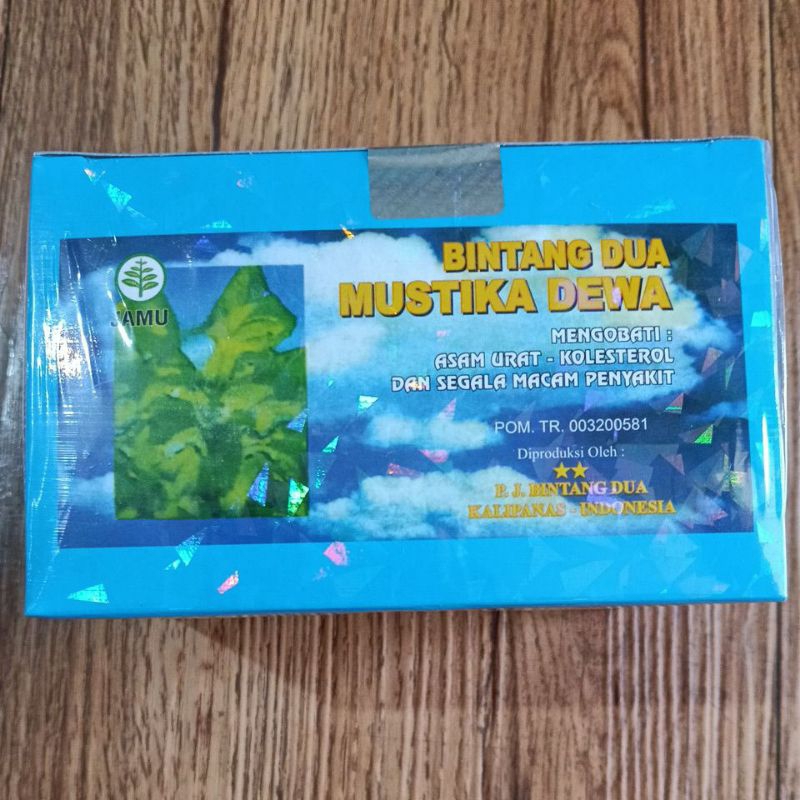 JAMU
BINTANG DUA
MUSTIKA DEWA
MENGOBATI :
ASAM URAT - KOLESTEROL
DAN SEGALA MACAM PENYAKIT
POM. TR. 003200581
Diproduksi Oleh :
P. J. BINTANG DUA
KALIPANAS - INDONESIA